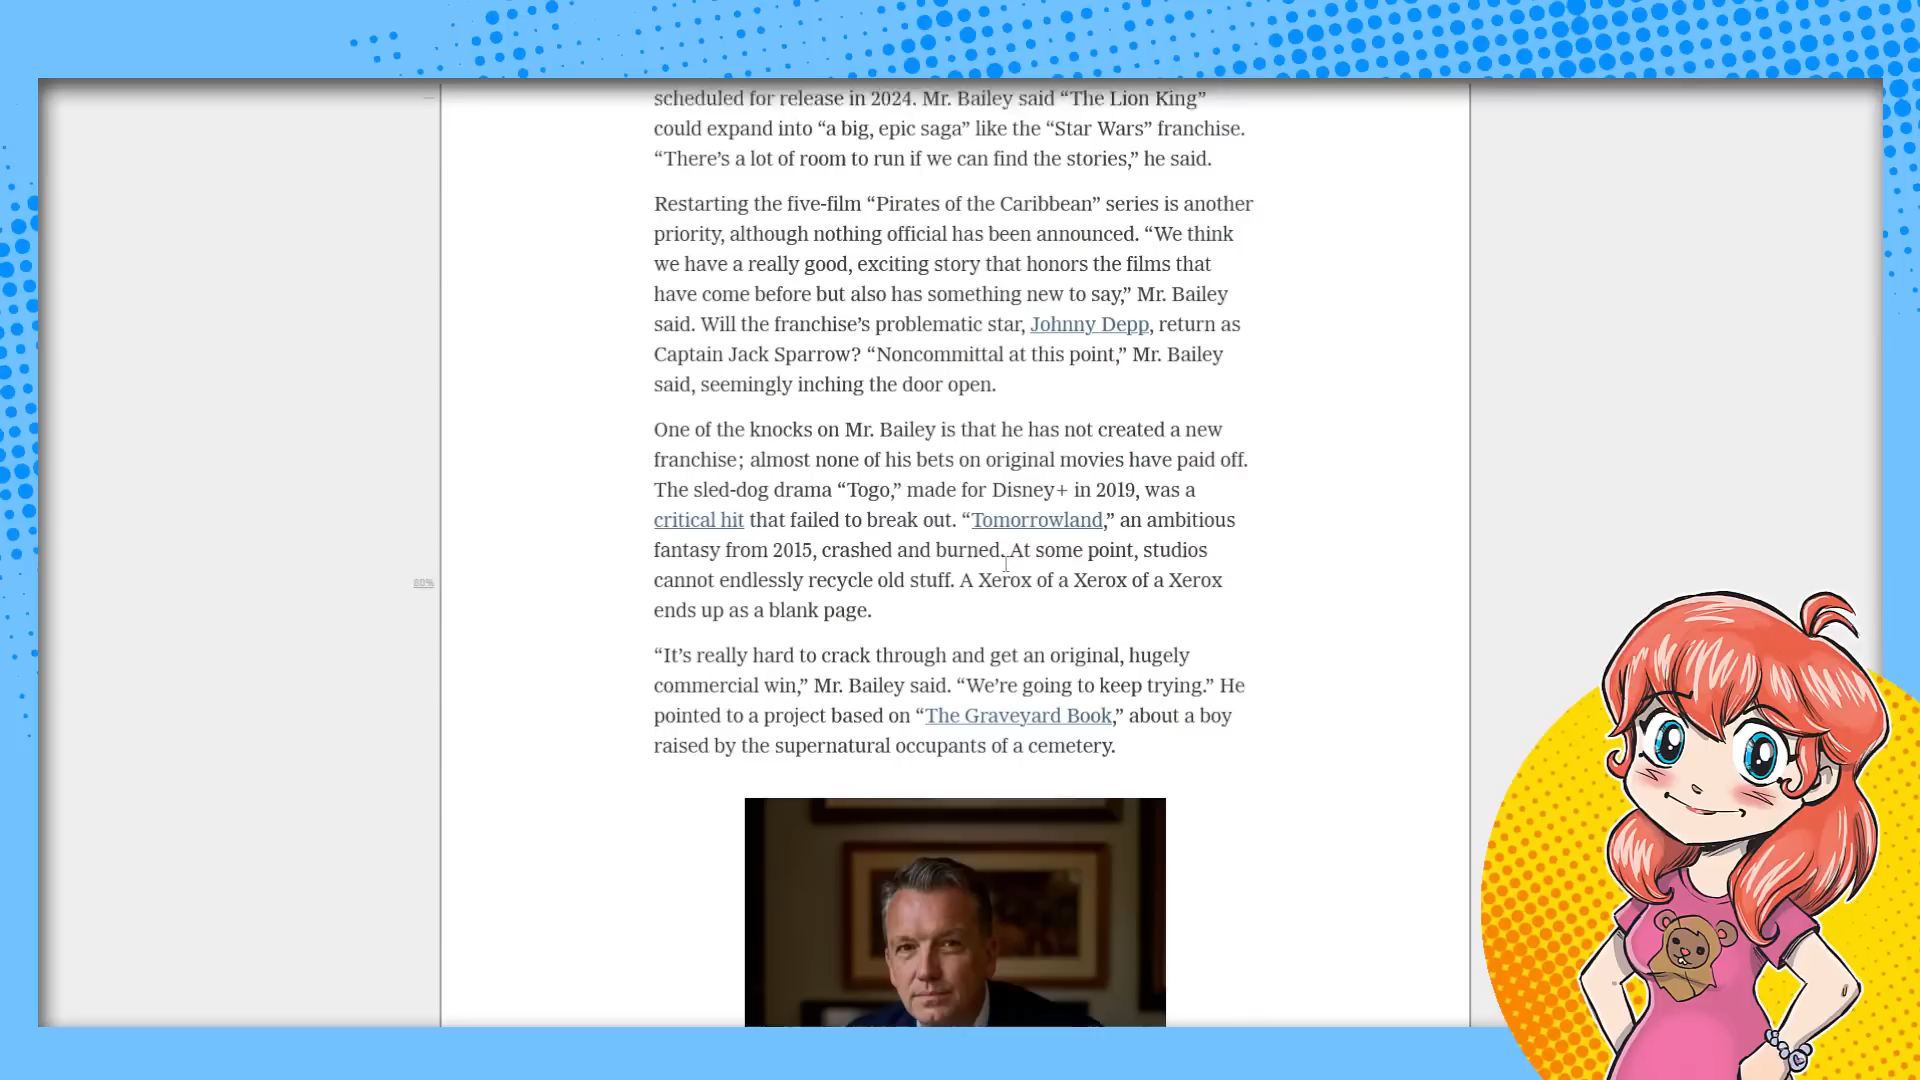 scheduled for release in 2024. Mr. Bailey said “The Lion King”
could expand into “a big, epic saga” like the “Star Wars” franchise.
“There’s a lot of room to run if we can find the stories,” he said.
Restarting the five-film “Pirates of the Caribbean” series is another
priority, although nothing official has been announced. “We think
we have a really good, exciting story that honors the films that
have come before but also has something new to say,” Mr. Bailey
said. Will the franchise’s problematic star, Johnny Depp, return as
Captain Jack Sparrow? “Noncommittal at this point,” Mr. Bailey
said, seemingly inching the door open.
One of the knocks on Mr. Bailey is that he has not created a new
franchise; almost none of his bets on original movies have paid off.
The sled-dog drama “Togo,” made for Disney+ in 2019, was a
critical hit that failed to break out. “Tomorrowland,” an ambitious
fantasy from 2015, crashed and burned. At some point, studios
cannot endlessly recycle old stuff. A Xerox of a Xerox of a Xerox
ends up as a blank page.
80%
“It’s really hard to crack through and get an original, hugely
commercial win,” Mr. Bailey said. “We’re going to keep trying.” He
pointed to a project based on “The Graveyard Book,” about a boy
raised by the supernatural occupants of a cemetery.